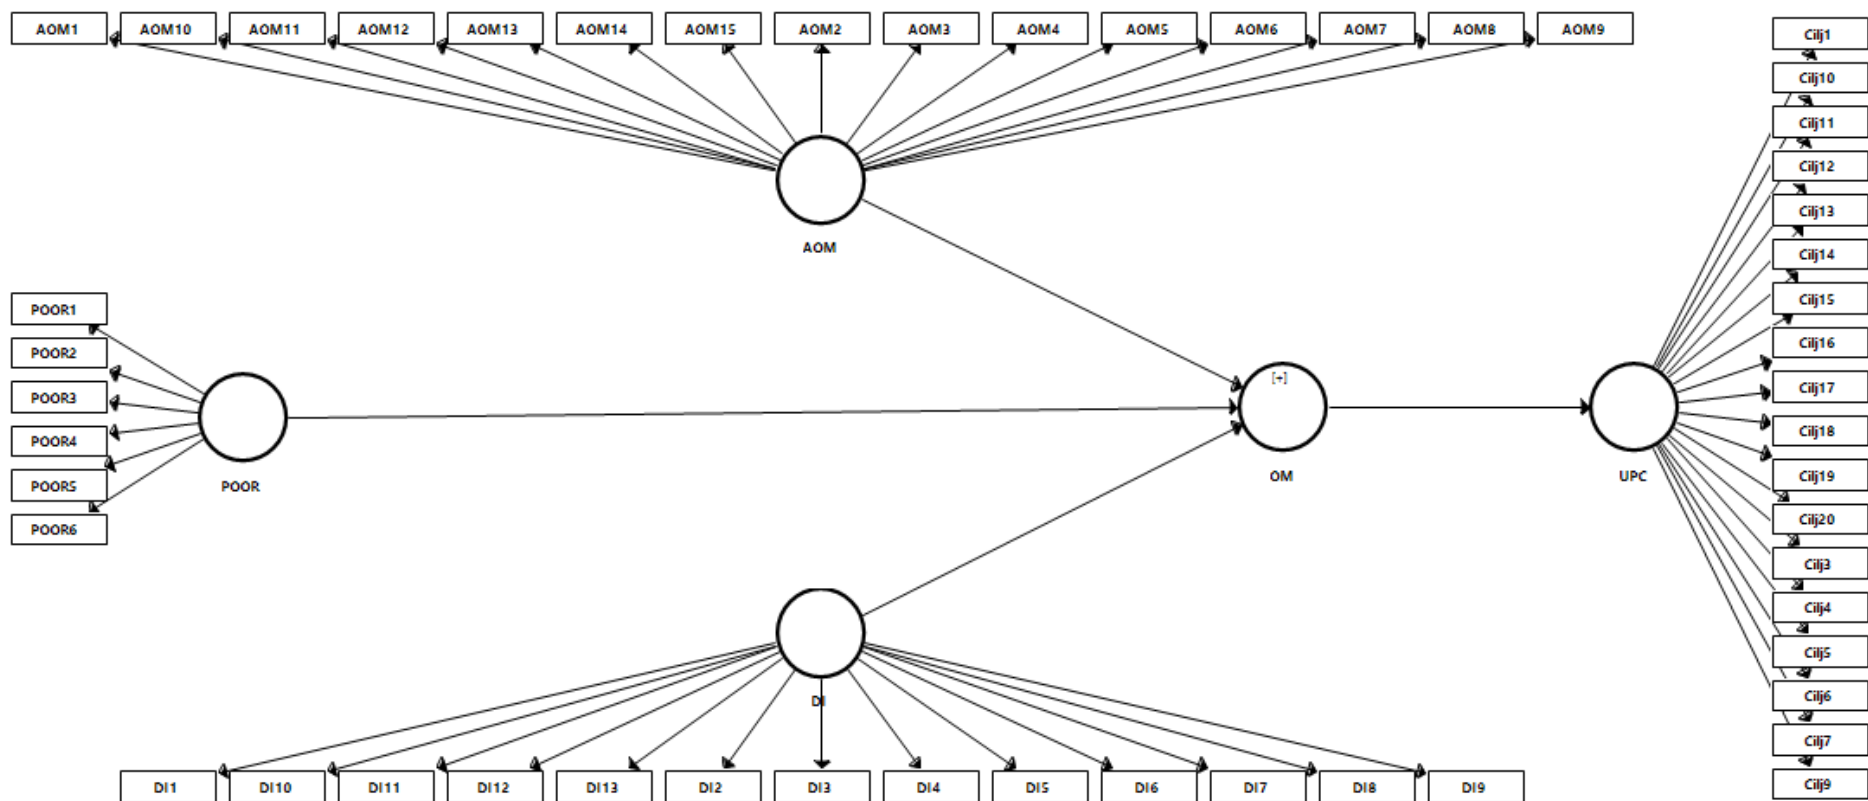 AOM1 AOM10 AOM11 AOM12 AOM13 AOM14 AOM15 AOM2 AOM3 AOM4 AOM5 AOM6 AOM7 AOM8 AOM9
AOM
POOR1
POOR2
POOR3
POOR4
POOR5
POOR6
POOR
[+]
OM
UPC
Cilj1
Cilj10
Cilj11
Cilj12
Cilj13
Cilj14
Cilj15
Cilj16
Cilj17
Cilj18
Cilj19
Cilj20
Cilj3
Cilj4
Cilj5
Cilj6
Cilj7
Cilj9
DI
DI1 DI10 DI11 DI12 DI13 DI2 DI3 DI4 DI5 DI6 DI7 DI8 DI9